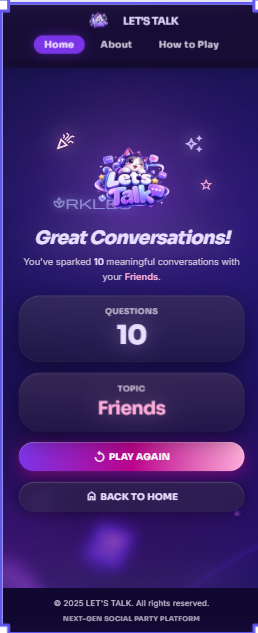 LET'S TALK
Home About How to Play
Let's
Talk
RKLE
Great Conversations!
You've sparked 10 meaningful conversations with
your Friends.
QUESTIONS
10
TOPIC
Friends
PLAY AGAIN
BACK TO HOME
© 2025 LET'S TALK. All rights reserved.
NEXT-GEN SOCIAL PARTY PLATFORM